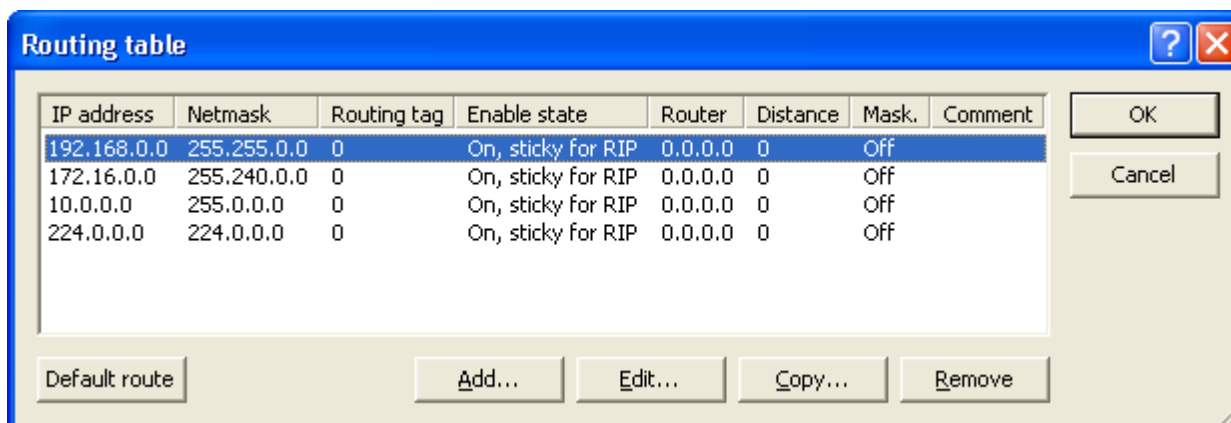 Routing table
IP address Netmask Routing tag Enable state Router Distance Mask. Comment
192.168.0.0 255.255.0.0 0 On, sticky for RIP 0.0.0.0 0 Off
172.16.0.0 255.240.0.0 0 On, sticky for RIP 0.0.0.0 0 Off
10.0.0.0 255.0.0.0 0 On, sticky for RIP 0.0.0.0 0 Off
224.0.0.0 224.0.0.0 0 On, sticky for RIP 0.0.0.0 0 Off
OK
Cancel
Default route Add... Edit... Copy... Remove